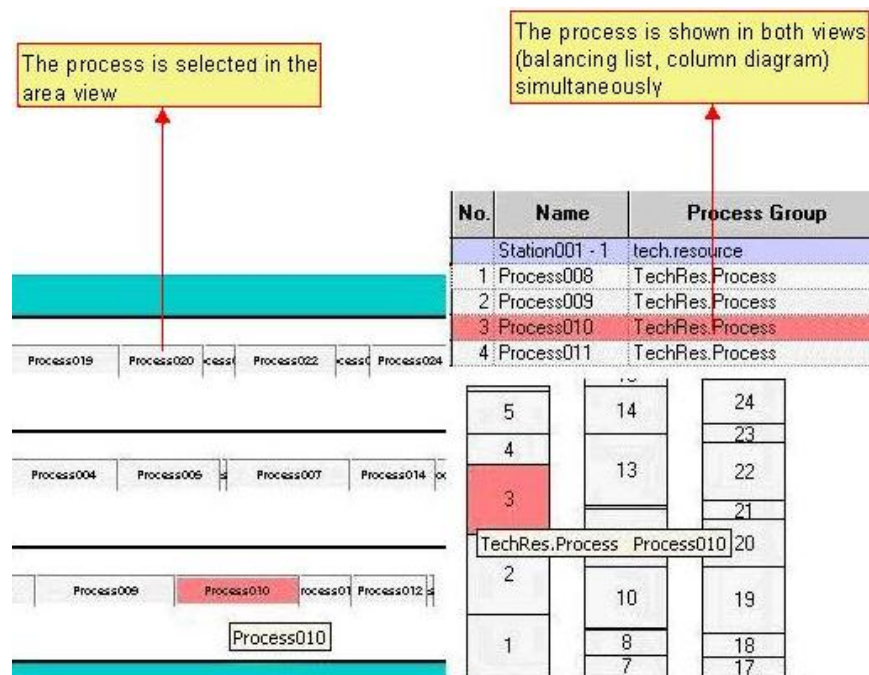 The process is selected in the
area view
The process is shown in both views
(balancing list, column diagram)
simultaneously
No. Name Process Group
Station001 - 1 tech.resource
1 Process008 TechRes.Process
2 Process009 TechRes.Process
3 Process010 TechRes.Process
4 Process011 TechRes.Process
Process019 Process020 Process022 Process024
Process004 Process006 Process007 Process014
Process009 Process010 rocess01 Process012
Process010
5
4
3
TechRes.Process Process010
2
1
14
13
10
8
7
24
23
22
21
20
19
18
17